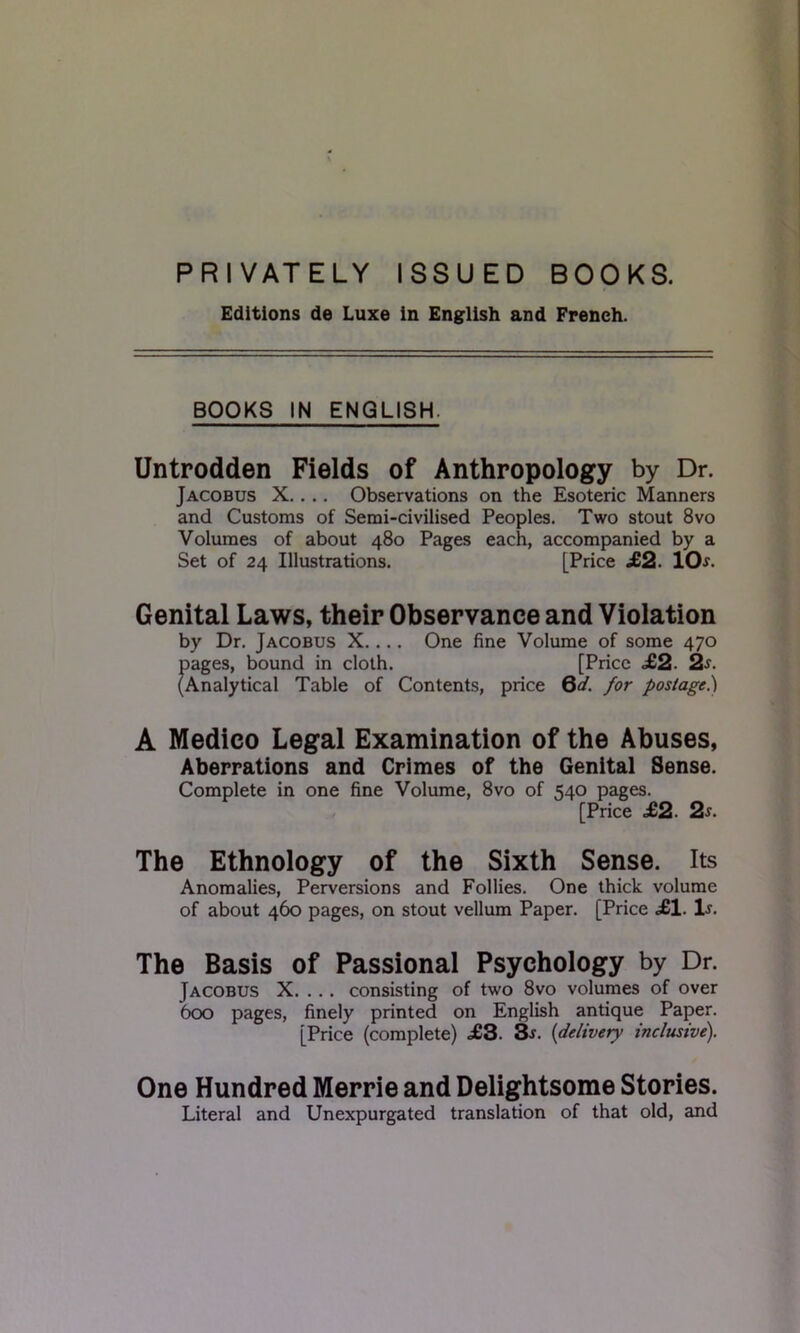 PRIVATELY ISSUED BOOKS.
Editions de Luxe in English and French.
BOOKS IN ENGLISH.
Untrodden Fields of Anthropology by Dr.
Jacobus X.... Observations on the Esoteric Manners
and Customs of Semi-civilised Peoples. Two stout 8vo
Volumes of about 480 Pages each, accompanied by a
Set of 24 Illustrations. [Price £2. 10s.
Genital Laws, their Observance and Violation
by Dr. Jacobus X.... One fine Volume of some 470
pages, bound in cloth. [Price £2. 2s.
(Analytical Table of Contents, price 6d. for postage.)
A Medico Legal Examination of the Abuses,
Aberrations and Crimes of the Genital Sense.
Complete in one fine Volume, 8vo of 540 pages.
[Price £2. 2s.
The Ethnology of the Sixth Sense. Its
Anomalies, Perversions and Follies. One thick volume
of about 460 pages, on stout vellum Paper. [Price £1. 1s.
The Basis of Passional Psychology by Dr.
Jacobus X.... consisting of two 8vo volumes of over
600 pages, finely printed on English antique Paper.
[Price (complete) £3. 3s. (delivery inclusive).
One Hundred Merrie and Delightsome Stories.
Literal and Unexpurgated translation of that old, and